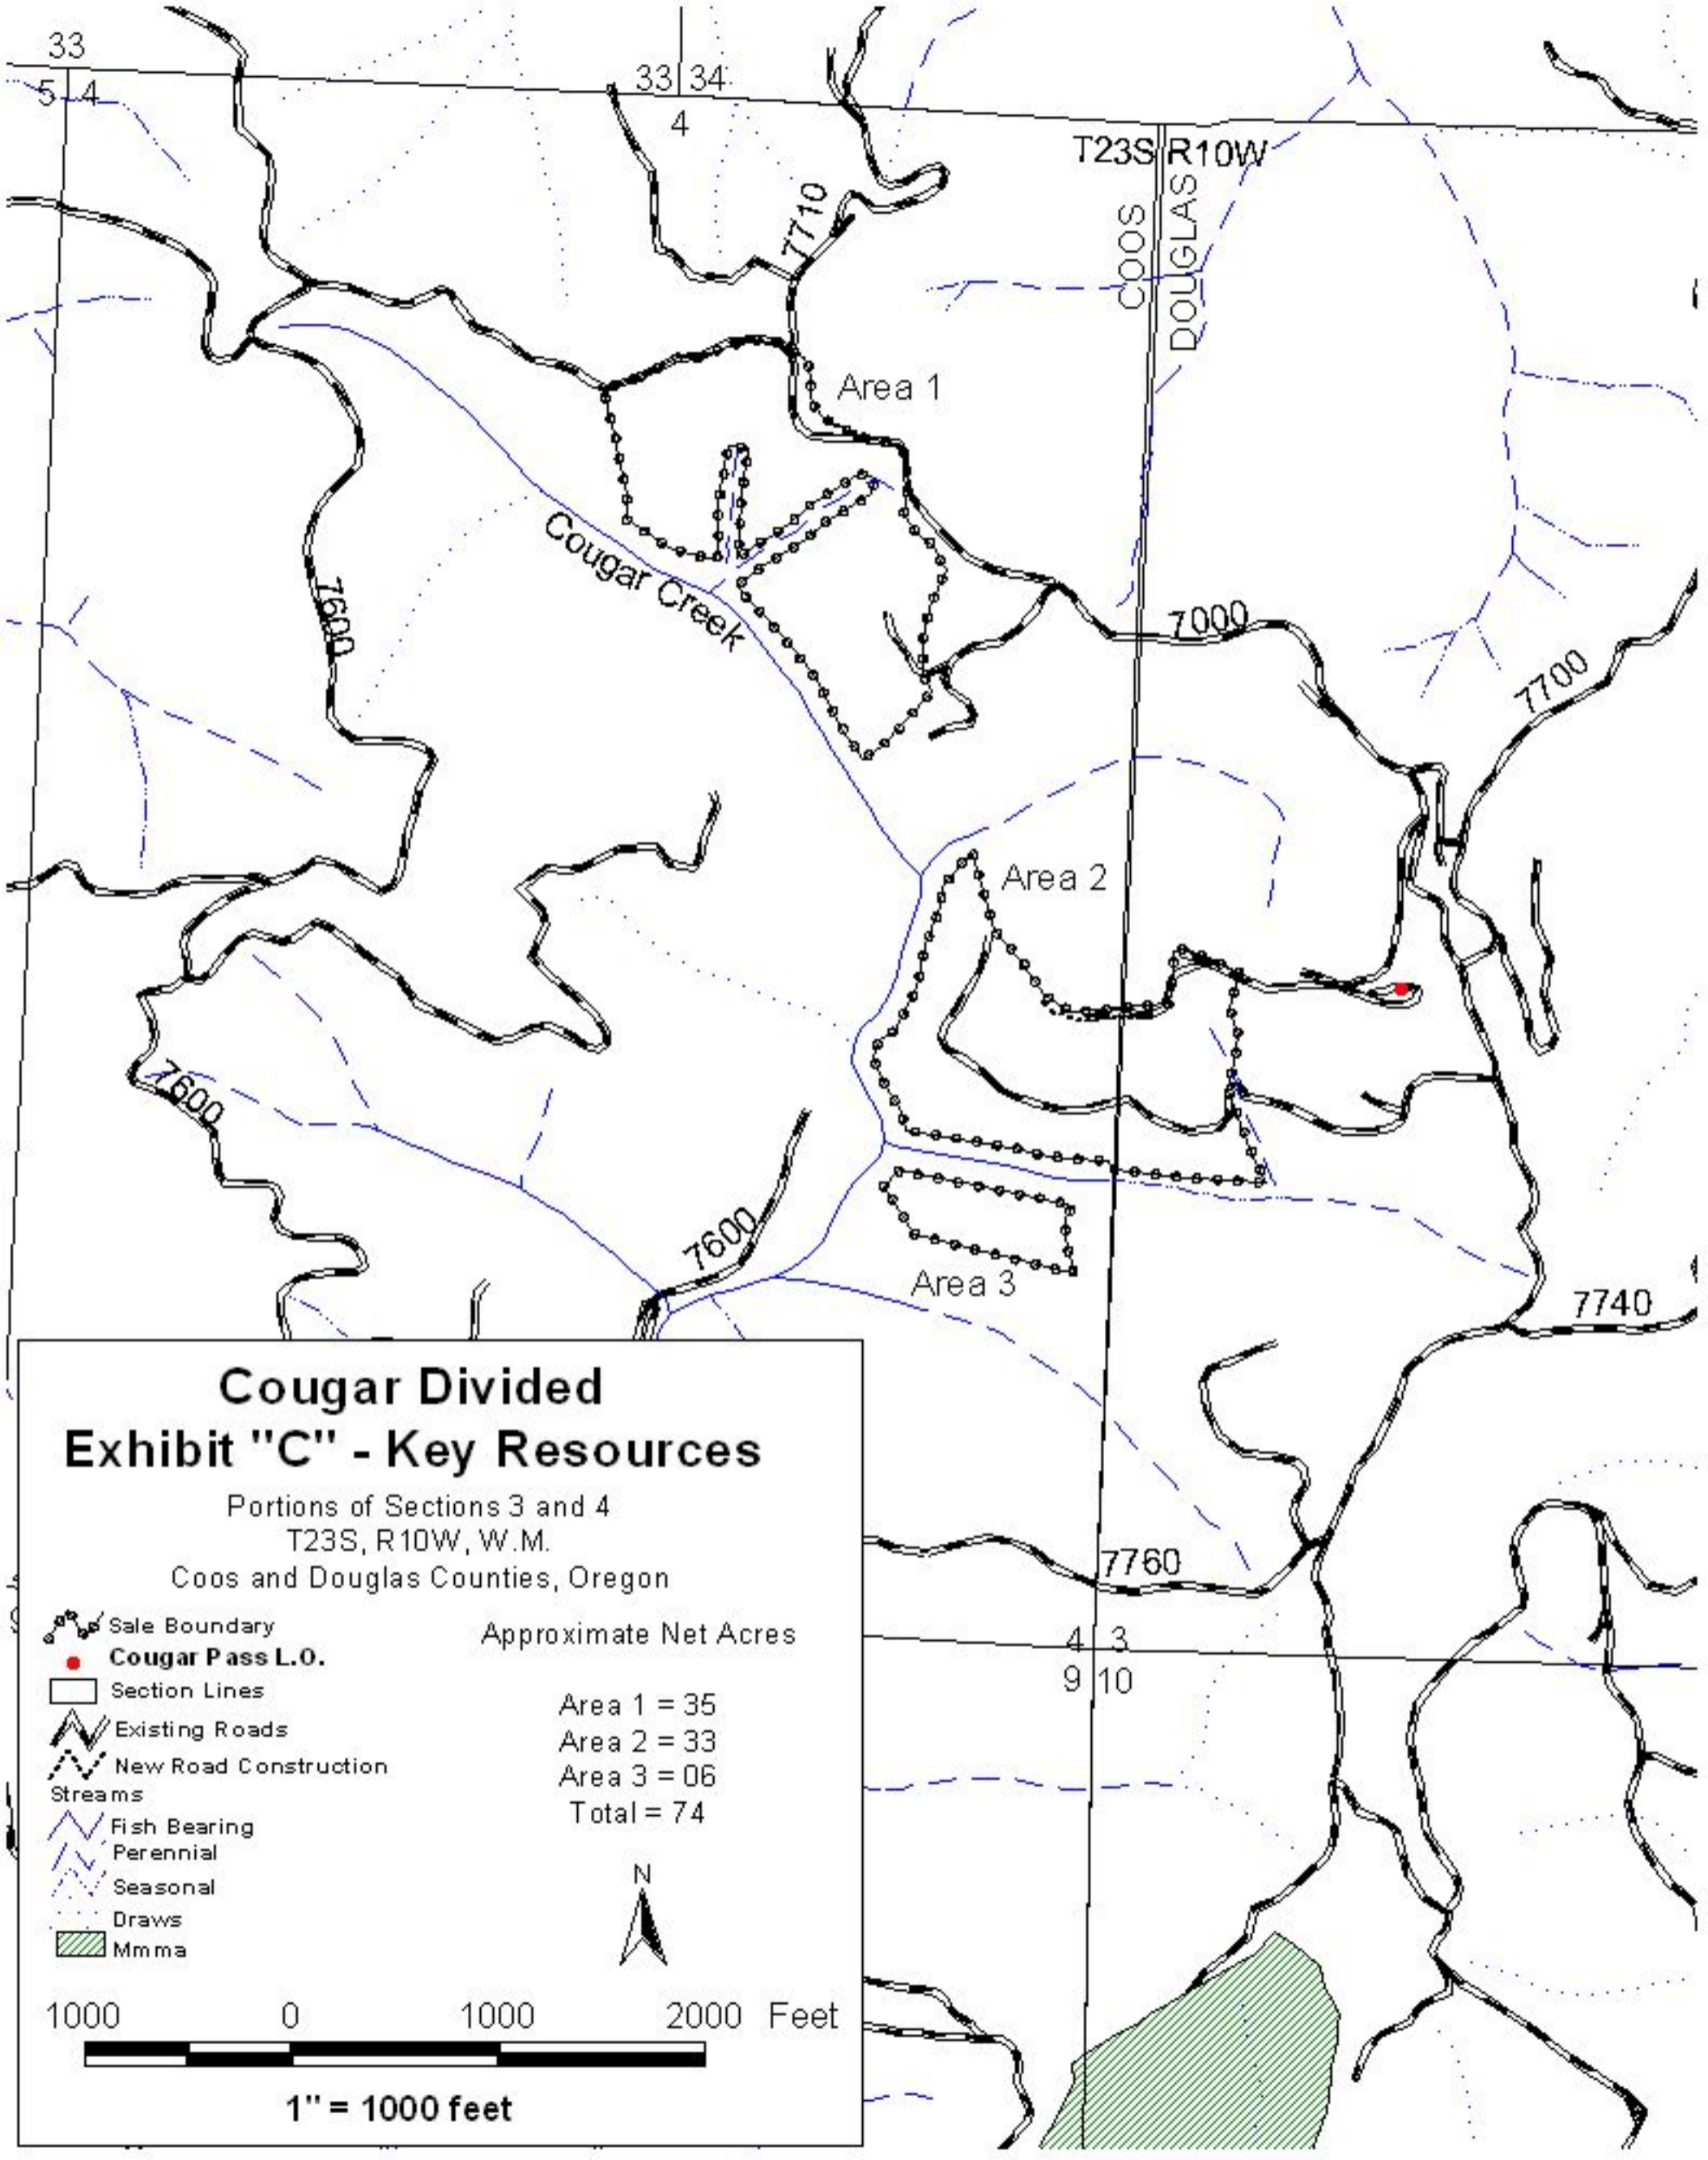 33
5 4
33 34
4
T23S R10W
COOS
DOUGLAS
7710
Area 1
Cougar Creek
7600
7000
7700
Area 2
7600
7600
Area 3
7740
7760
4 3
9 10
Cougar Divided
Exhibit "C" - Key Resources
Portions of Sections 3 and 4
T23S, R10W, W.M.
Coos and Douglas Counties, Oregon
Sale Boundary
Cougar Pass L.O.
Section Lines
Existing Roads
New Road Construction
Streams
Fish Bearing
Perennial
Seasonal
Draws
Mmma
Approximate Net Acres
Area 1 = 35
Area 2 = 33
Area 3 = 06
Total = 74
N
1000 0 1000 2000 Feet
1" = 1000 feet